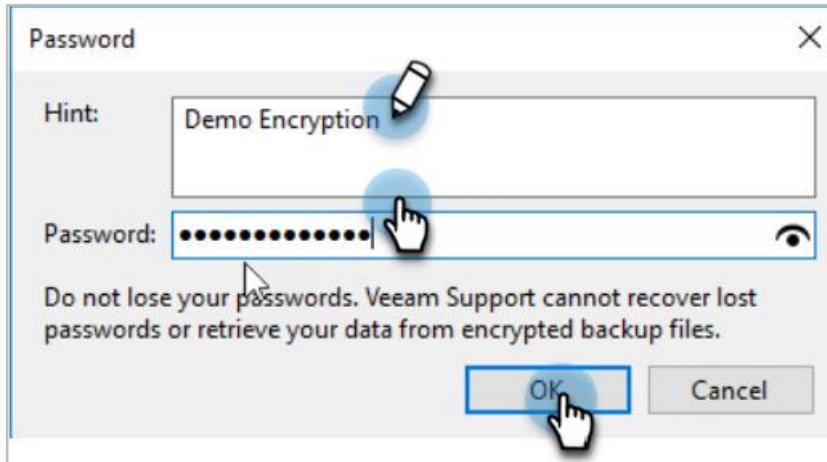 Password
Hint:
Demo Encryption
Password: •••••••••••••
Do not lose your passwords. Veeam Support cannot recover lost
passwords or retrieve your data from encrypted backup files.
OK Cancel